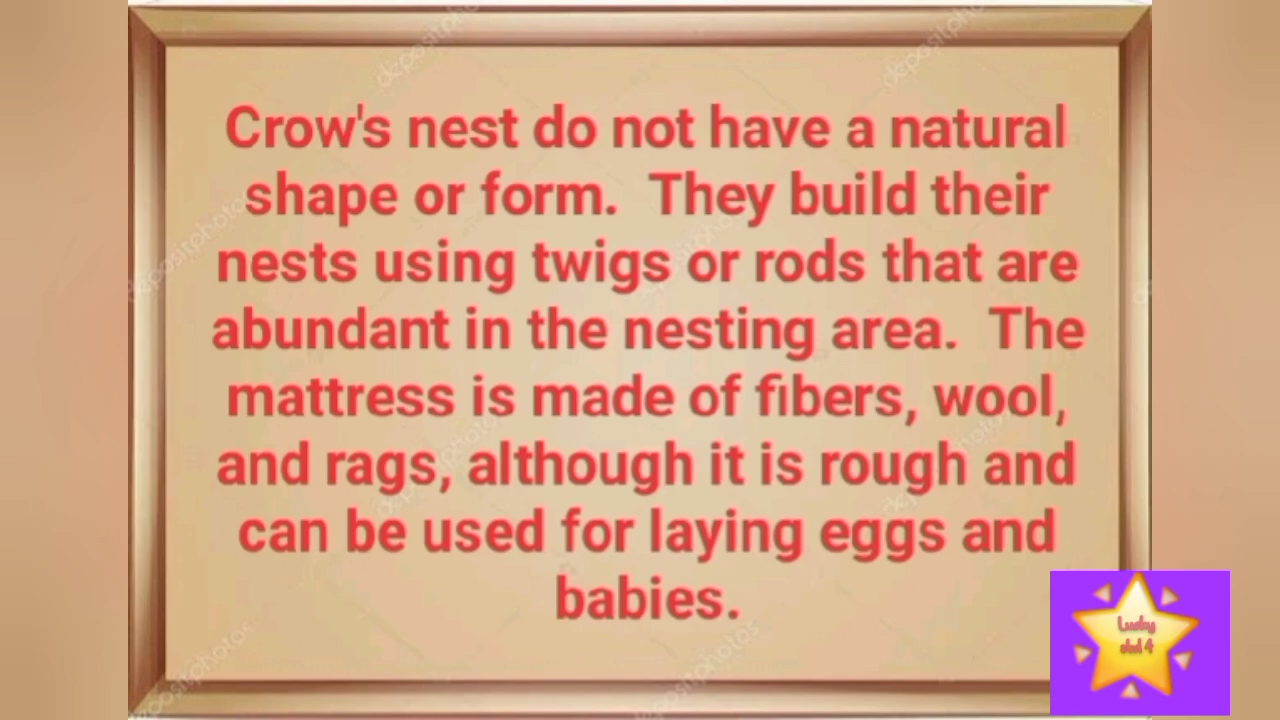 Crow's nest do not have a natural
shape or form.  They build their
nests using twigs or rods that are
abundant in the nesting area.  The
mattress is made of fibers, wool,
and rags, although it is rough and
can be used for laying eggs and
babies.
depositphotos
Lucky